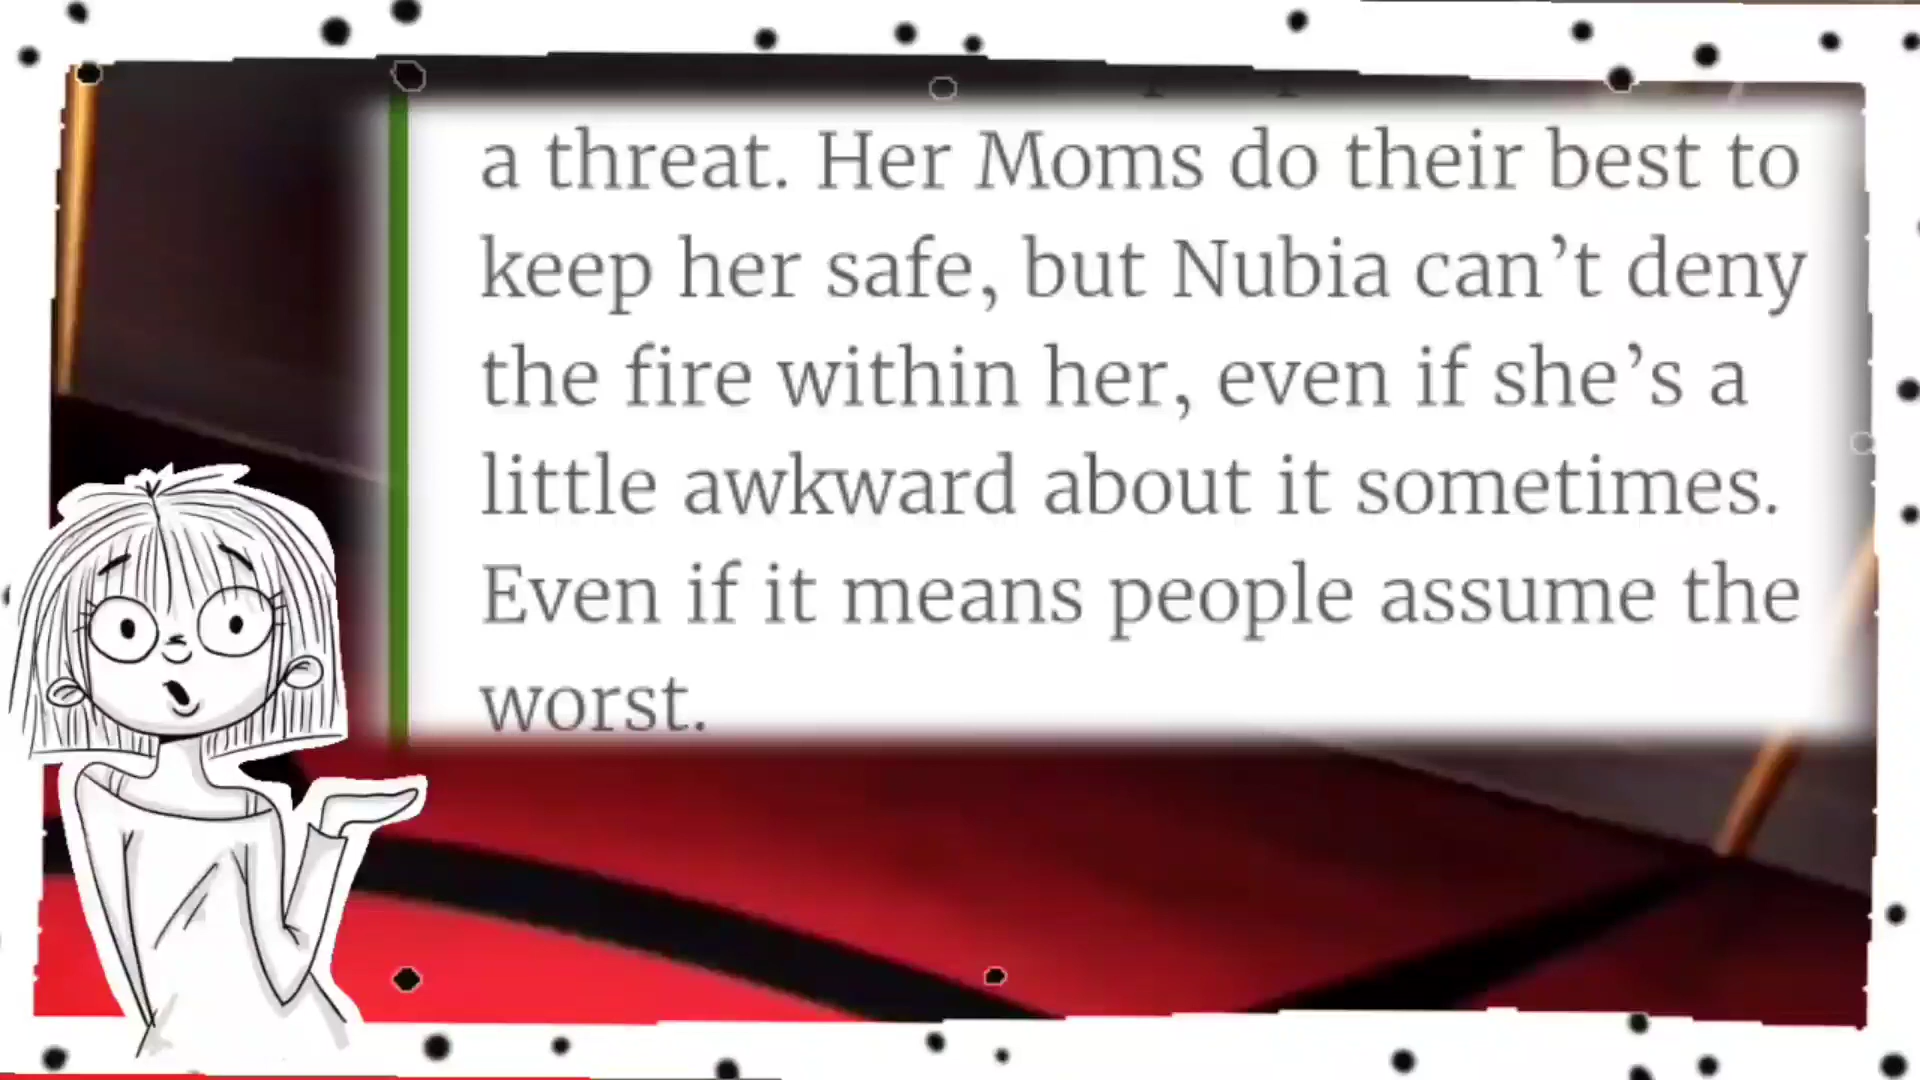 a threat. Her Moms do their best to
keep her safe, but Nubia can’t deny
the fire within her, even if she’s a
little awkward about it sometimes.
Even if it means people assume the
worst.